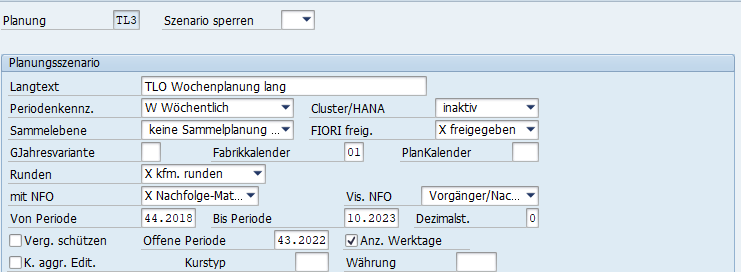 Planung TL3 Szenario sperren
Planungsszenario
Langtext TLO Wochenplanung lang
Periodenkennz. W Wöchentlich Cluster/HANA inaktiv
Sammelebene keine Sammelplanung ... FIORI freig. X freigegeben
GJahresvariante Fabrikkalender 01 PlanKalender
Runden X kfm. runden
mit NFO X Nachfolge-Mat... Vis. NFO Vorgänger/Nac...
Von Periode 44.2018 Bis Periode 10.2023 Dezimalst. 0
Verg. schützen Offene Periode 43.2022 Anz. Werktage
K. aggr. Edit. Kurstyp Währung